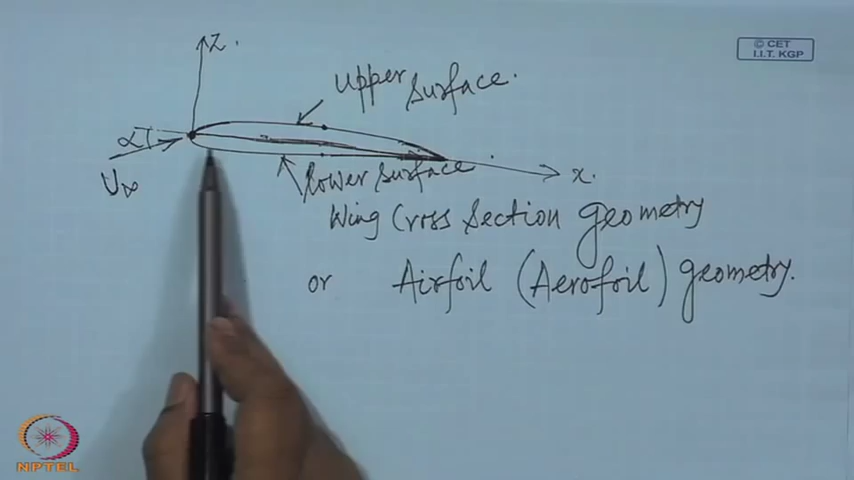 z.
© CET
I.I.T. KGP
Upper surface.
α
U∞
lower surface
x.
Wing Cross Section geometry
or Airfoil (Aerofoil) geometry.
NPTEL